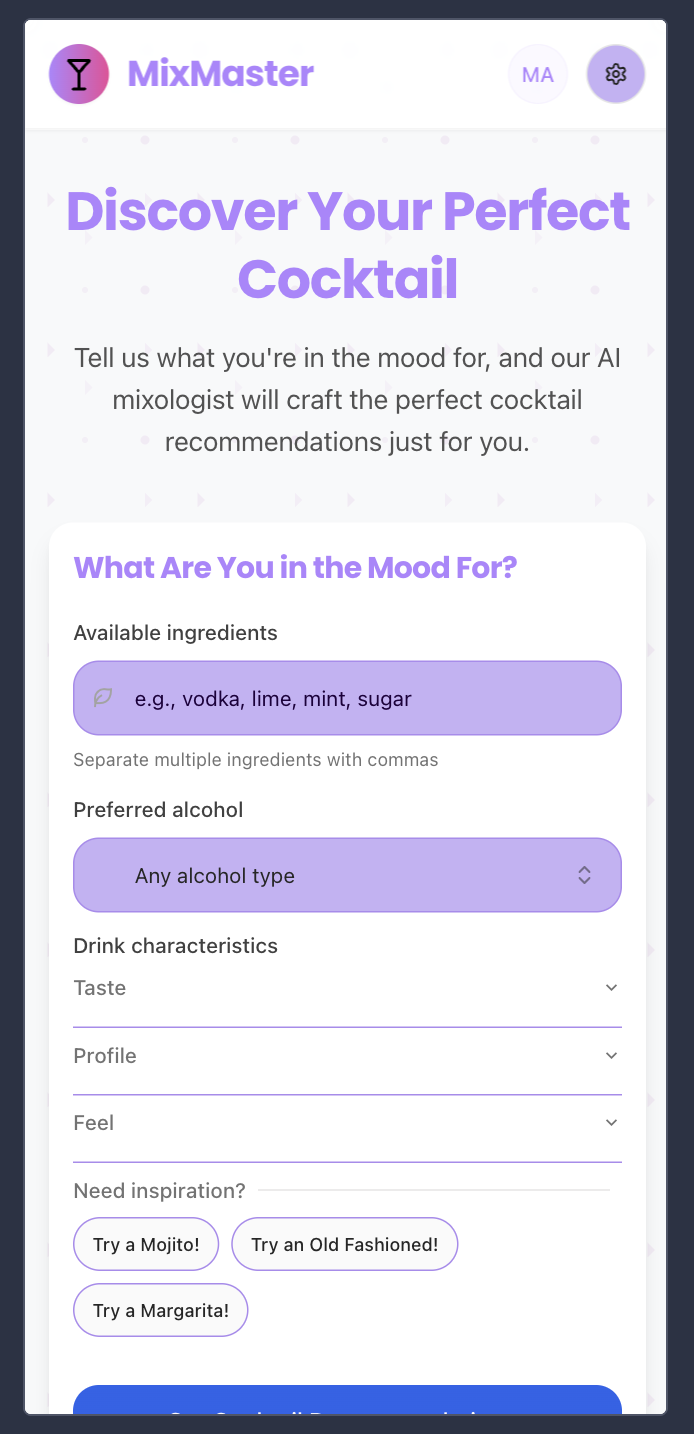 MixMaster
MA
Discover Your Perfect
Cocktail
Tell us what you're in the mood for, and our AI
mixologist will craft the perfect cocktail
recommendations just for you.
What Are You in the Mood For?
Available ingredients
e.g., vodka, lime, mint, sugar
Separate multiple ingredients with commas
Preferred alcohol
Any alcohol type
Drink characteristics
Taste
Profile
Feel
Need inspiration?
Try a Mojito!
Try an Old Fashioned!
Try a Margarita!